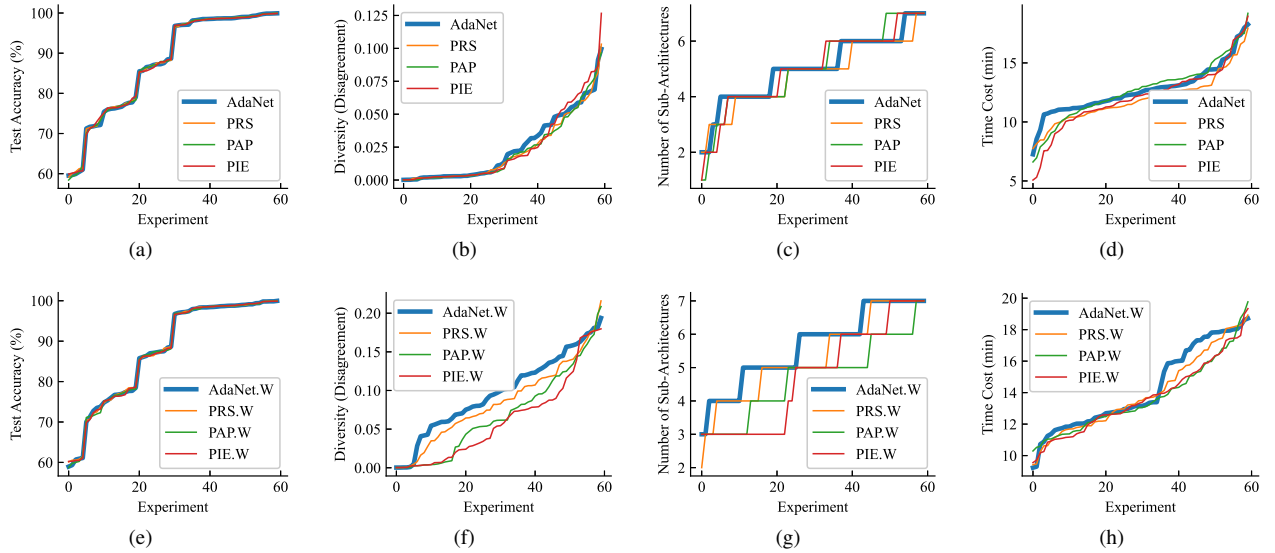 Test Accuracy (%)
100
90
80
70
60
AdaNet
PRS
PAP
PIE
0 20 40 60
Experiment
(a)
Diversity (Disagreement)
0.125
0.100
0.075
0.050
0.025
0.000
AdaNet
PRS
PAP
PIE
0 20 40 60
Experiment
(b)
Number of Sub-Architectures
6
4
2
AdaNet
PRS
PAP
PIE
0 20 40 60
Experiment
(c)
Time Cost (min)
15
10
5
AdaNet
PRS
PAP
PIE
0 20 40 60
Experiment
(d)
Test Accuracy (%)
100
90
80
70
60
AdaNet.W
PRS.W
PAP.W
PIE.W
0 20 40 60
Experiment
(e)
Diversity (Disagreement)
0.20
0.15
0.10
0.05
0.00
AdaNet.W
PRS.W
PAP.W
PIE.W
0 20 40 60
Experiment
(f)
Number of Sub-Architectures
7
6
5
4
3
2
AdaNet.W
PRS.W
PAP.W
PIE.W
0 20 40 60
Experiment
(g)
Time Cost (min)
20
18
16
14
12
10
AdaNet.W
PRS.W
PAP.W
PIE.W
0 20 40 60
Experiment
(h)